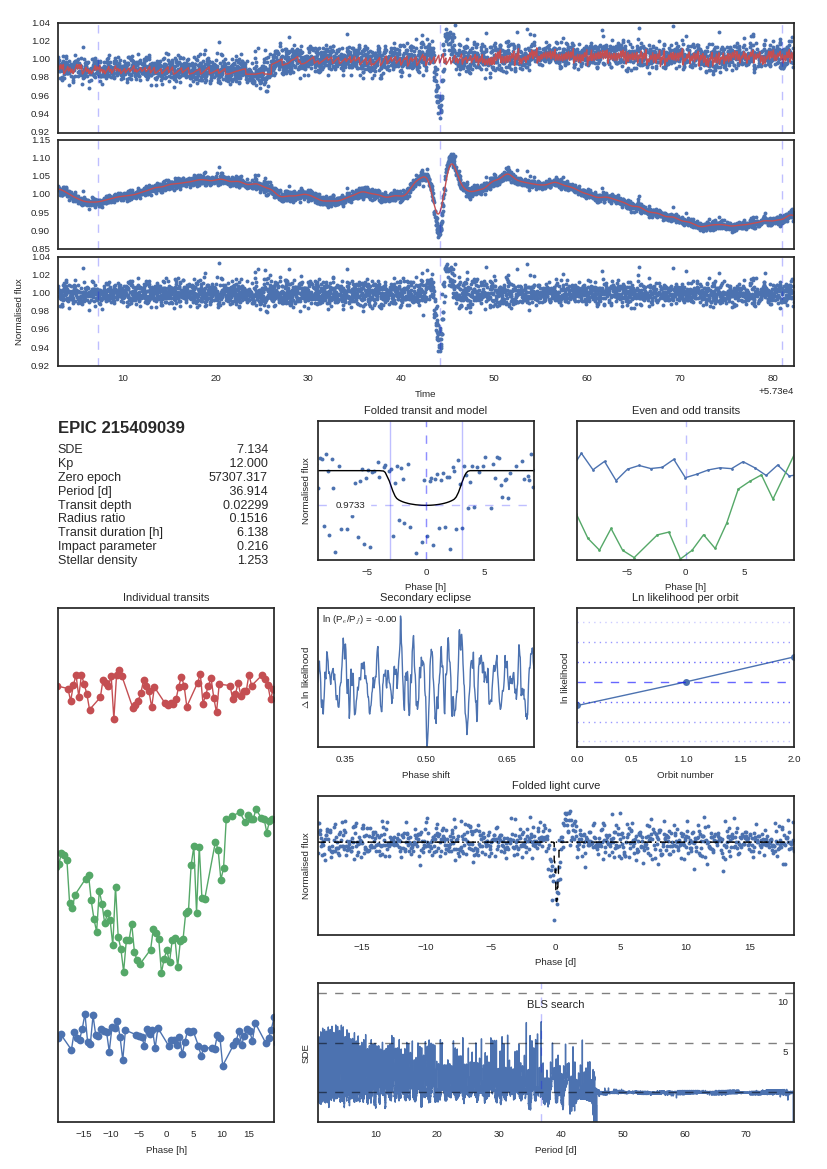 1.04
1.02
1.00
0.98
0.96
0.94
0.92
1.15
1.10
1.05
1.00
0.95
0.90
0.85
1.04
1.02
1.00
0.98
0.96
0.94
0.92
Normalised flux
10 20 30 40 50 60 70 80
Time
+5.73e4
EPIC 215409039
SDE 7.134
Kp 12.000
Zero epoch 57307.317
Period [d] 36.914
Transit depth 0.02299
Radius ratio 0.1516
Transit duration [h] 6.138
Impact parameter 0.216
Stellar density 1.253
Folded transit and model
Normalised flux
0.9733
−5 0 5
Phase [h]
Even and odd transits
−5 0 5
Phase [h]
Individual transits
−15 −10 −5 0 5 10 15
Phase [h]
Secondary eclipse
ln (Pₑ/P𝑓) = -0.00
Δ ln likelihood
0.35 0.50 0.65
Phase shift
Ln likelihood per orbit
ln likelihood
0.0 0.5 1.0 1.5 2.0
Orbit number
Folded light curve
Normalised flux
−15 −10 −5 0 5 10 15
Phase [d]
BLS search
10
5
SDE
10 20 30 40 50 60 70
Period [d]